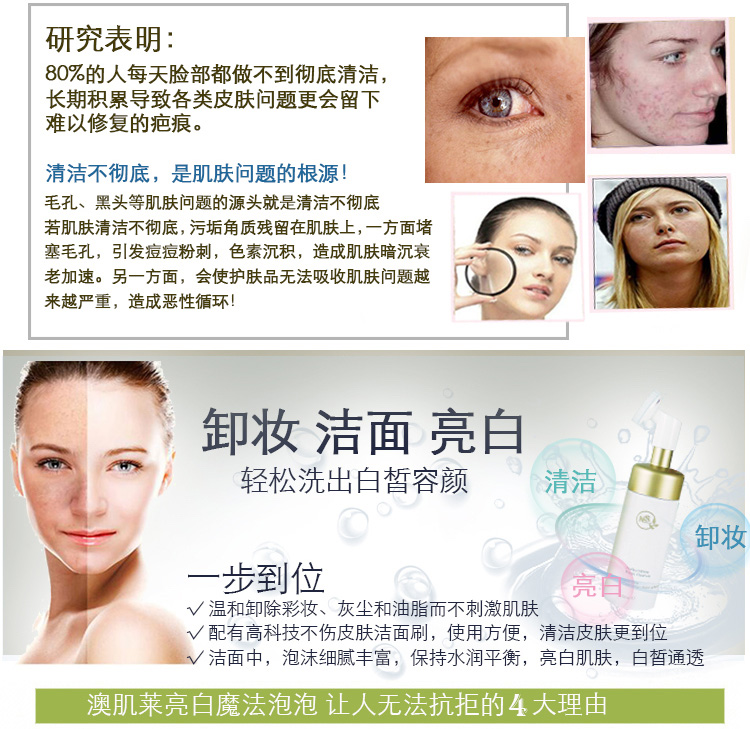 研究表明：
80%的人每天脸部都做不到彻底清洁，
长期积累导致各类皮肤问题更会留下
难以修复的疤痕。
清洁不彻底，是肌肤问题的根源！
毛孔、黑头等肌肤问题的源头就是清洁不彻底
若肌肤清洁不彻底，污垢角质残留在肌肤上，一方面堵
塞毛孔，引发痘痘粉刺，色素沉积，造成肌肤暗沉衰
老加速。另一方面，会使护肤品无法吸收肌肤问题越
来越严重，造成恶性循环！
卸妆 洁面 亮白
轻松洗出白皙容颜
清洁
卸妆
亮白
一步到位
√ 温和卸除彩妆、灰尘和油脂而不刺激肌肤
√ 配有高科技不伤皮肤洁面刷，使用方便，清洁皮肤更到位
√ 洁面中，泡沫细腻丰富，保持水润平衡，亮白肌肤，白皙通透
澳肌莱亮白魔法泡泡 让人无法抗拒的4大理由